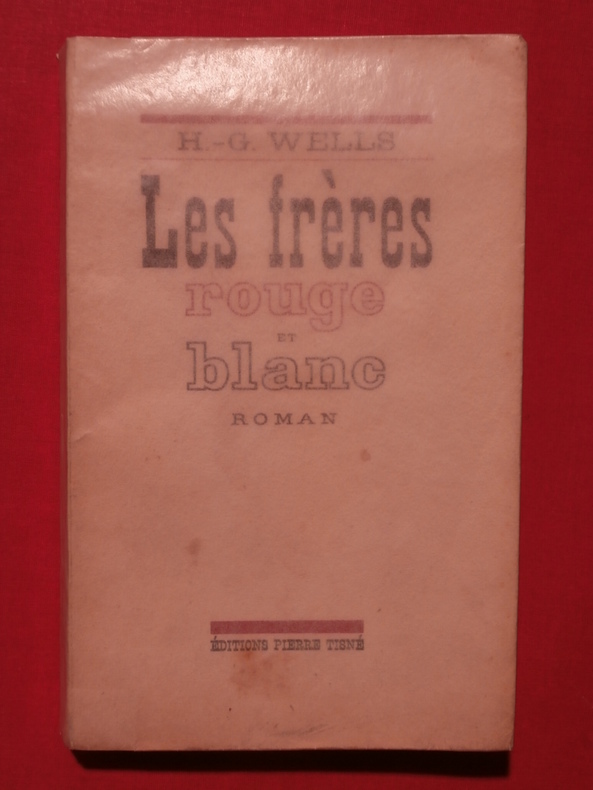 H.-G. WELLS
Les frères
rouge
ET
blanc
ROMAN
ÉDITIONS PIERRE TISNÉ